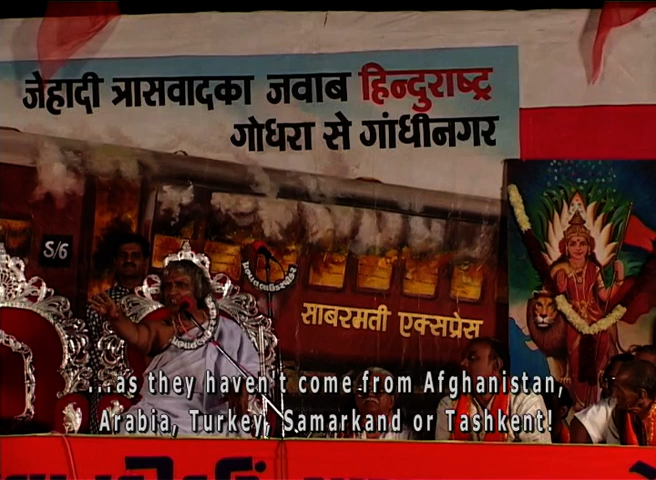 जेहादी त्रासवादका जवाब हिन्दुराष्ट्र
गोधरा से गांधीनगर
S/6
साबरमती एक्सप्रेस
...as they haven't come from Afghanistan,
Arabia, Turkey, Samarkand or Tashkent!